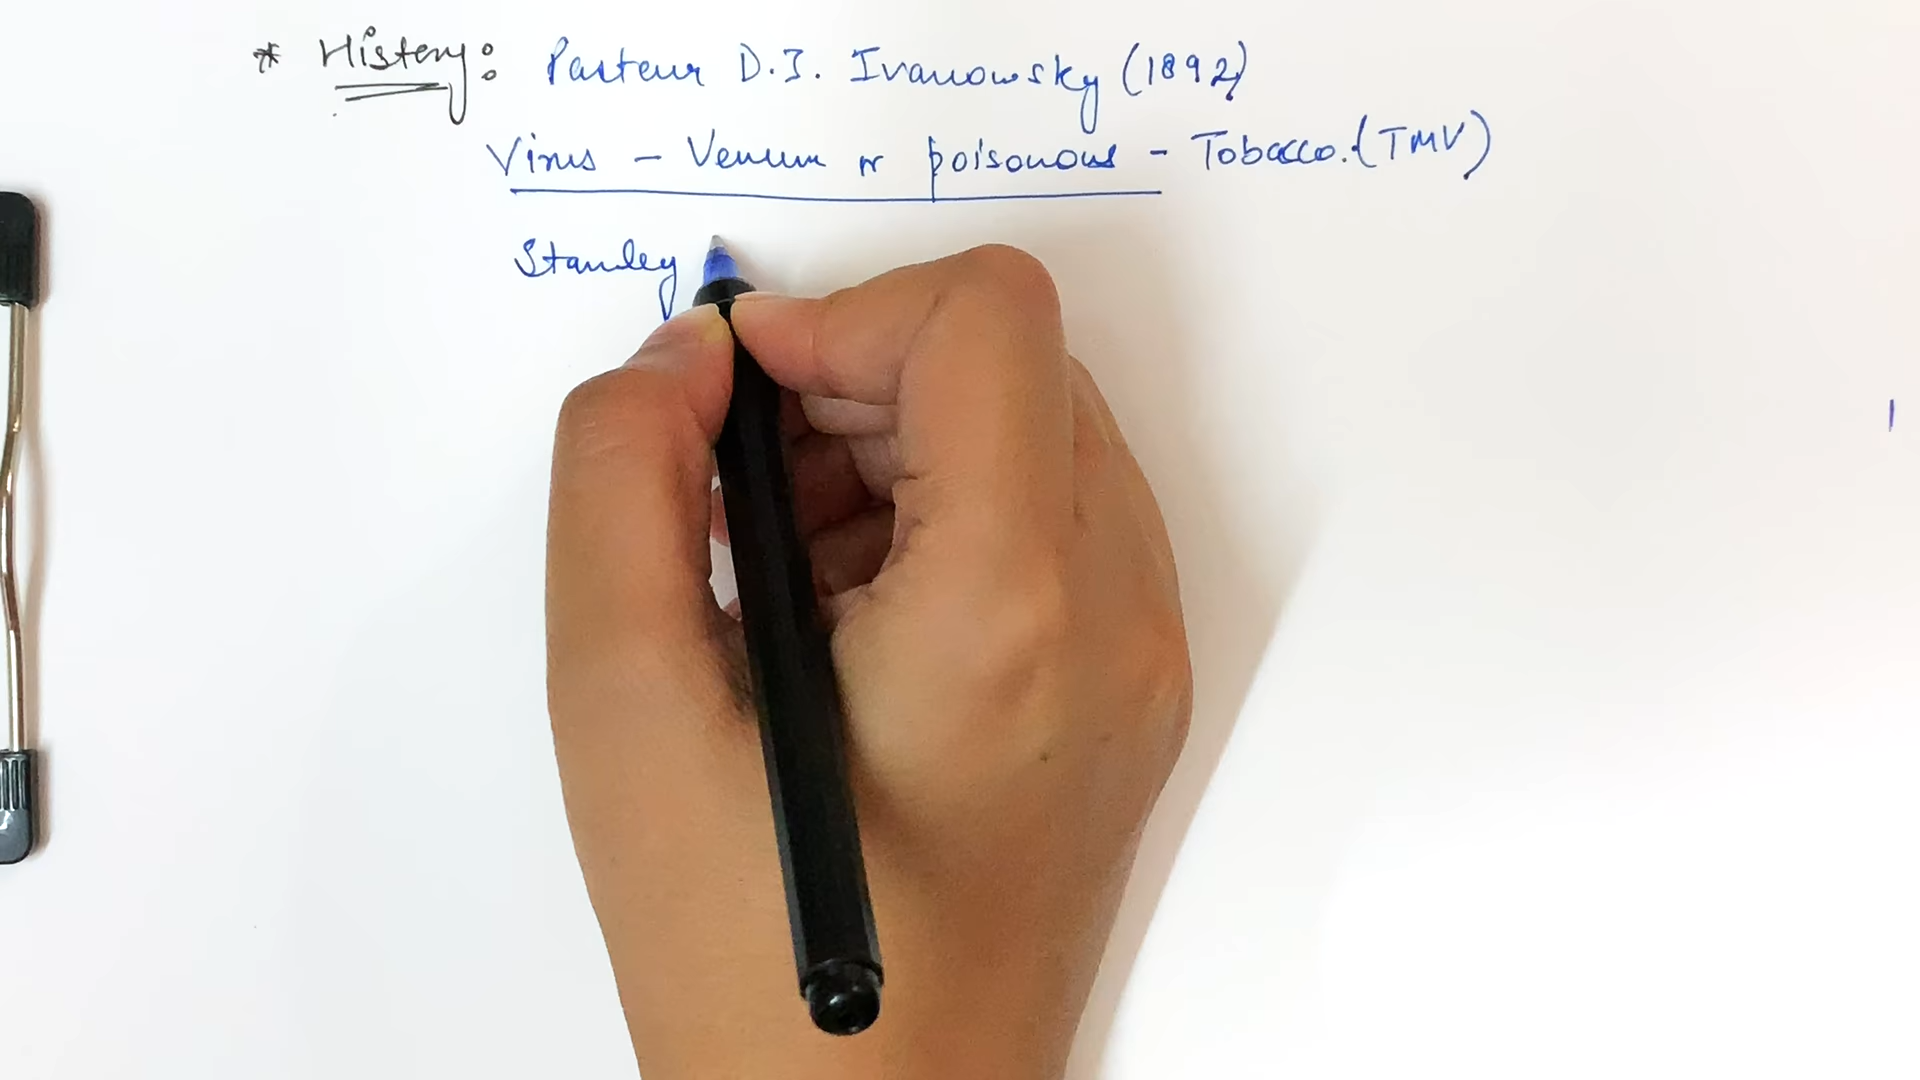 * History: Pasteur D.I. Ivanowsky (1892)
Virus - Venum or poisonous - Tobacco. (TMV)
Stanley